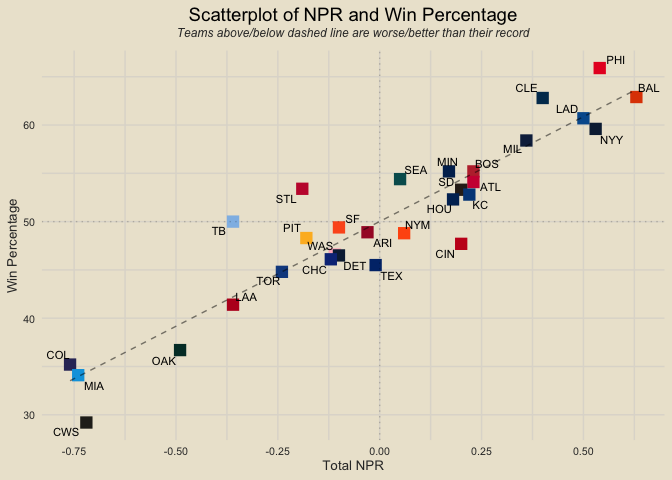 Scatterplot of NPR and Win Percentage
Teams above/below dashed line are worse/better than their record
PHI
CLE
BAL
LAD
NYY
MIL
MIN
BOS
SEA
SD
ATL
STL
HOU
KC
TB
PIT
SF
NYM
WAS
ARI
CIN
CHC
DET
TEX
TOR
LAA
COL
OAK
MIA
CWS
Win Percentage
60
50
40
30
-0.75
-0.50
-0.25
0.00
0.25
0.50
Total NPR